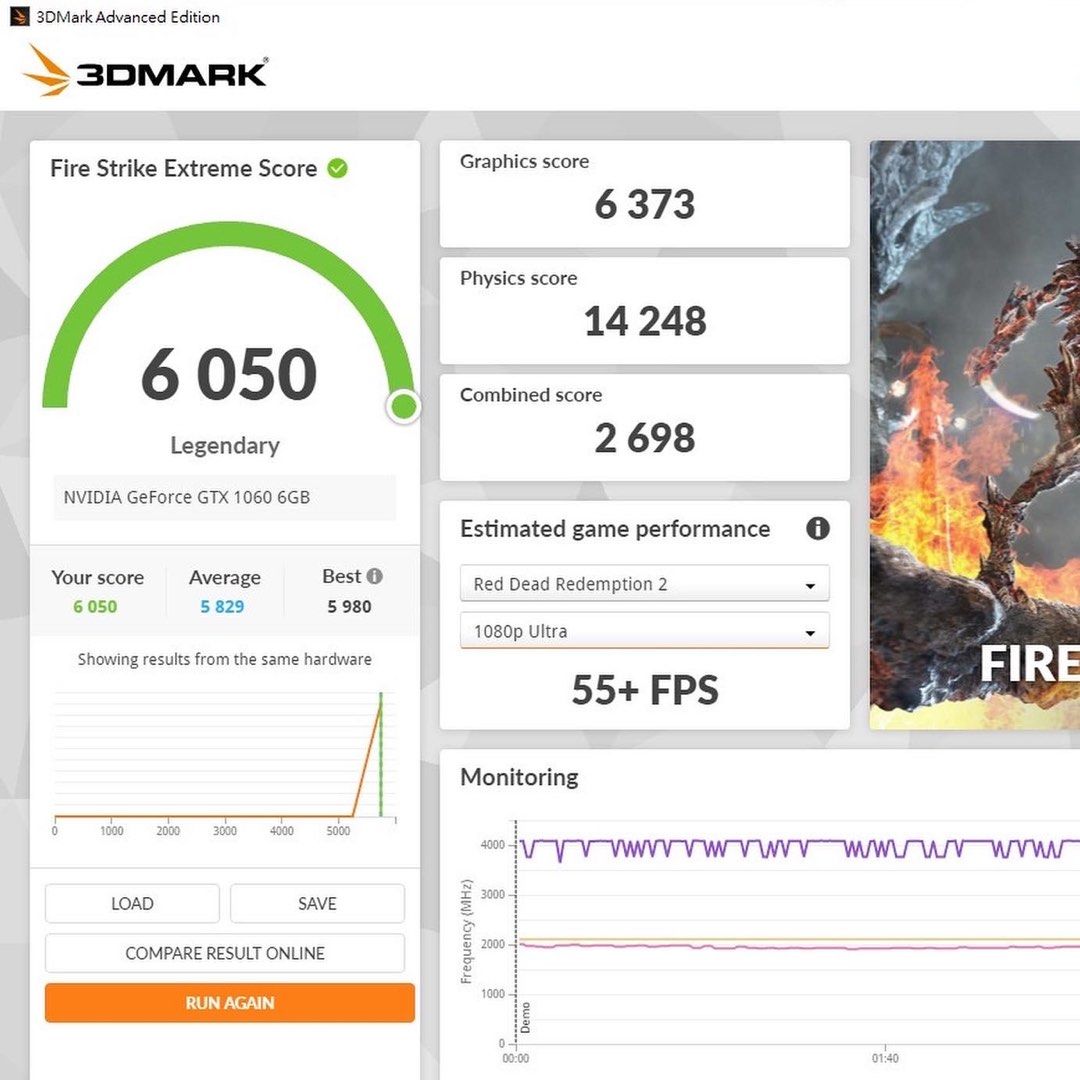 3DMark Advanced Edition
3DMARK®
Fire Strike Extreme Score
6 050
Legendary
NVIDIA GeForce GTX 1060 6GB
Your score Average Best
6 050 5 829 5 980
Showing results from the same hardware
0 1000 2000 3000 4000 5000
LOAD SAVE
COMPARE RESULT ONLINE
RUN AGAIN
Graphics score
6 373
Physics score
14 248
Combined score
2 698
Estimated game performance
Red Dead Redemption 2
1080p Ultra
55+ FPS
FIRE
Monitoring
Frequency (MHz)
4000
3000
2000
1000
0
Demo
00:00 01:40